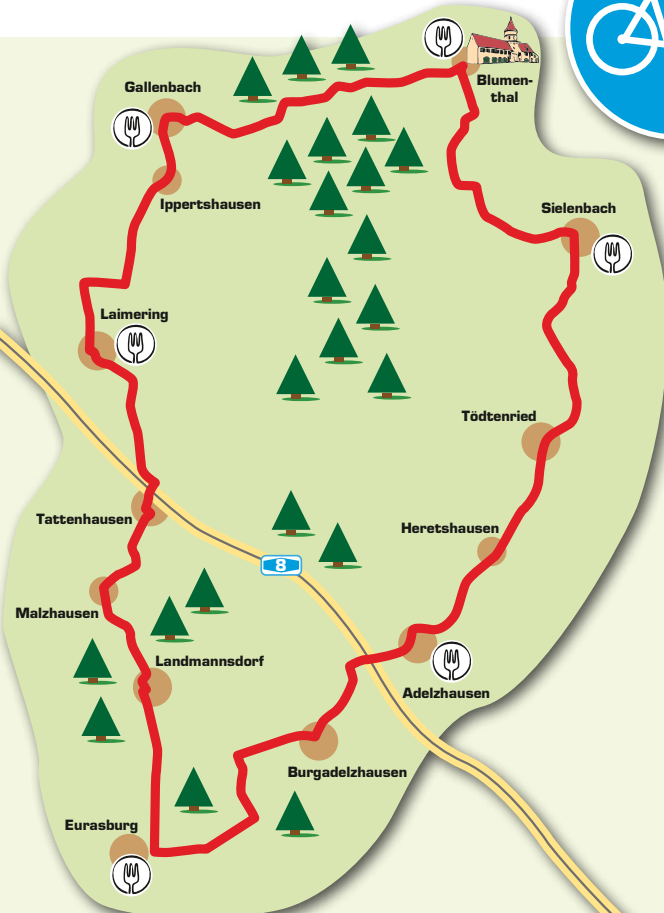 Gallenbach
Blumen-
thal
Ippertshausen
Sielenbach
Laimering
Tödtenried
Tattenhausen
Heretshausen
8
Malzhausen
Landmannsdorf
Adelzhausen
Burgadelzhausen
Eurasburg